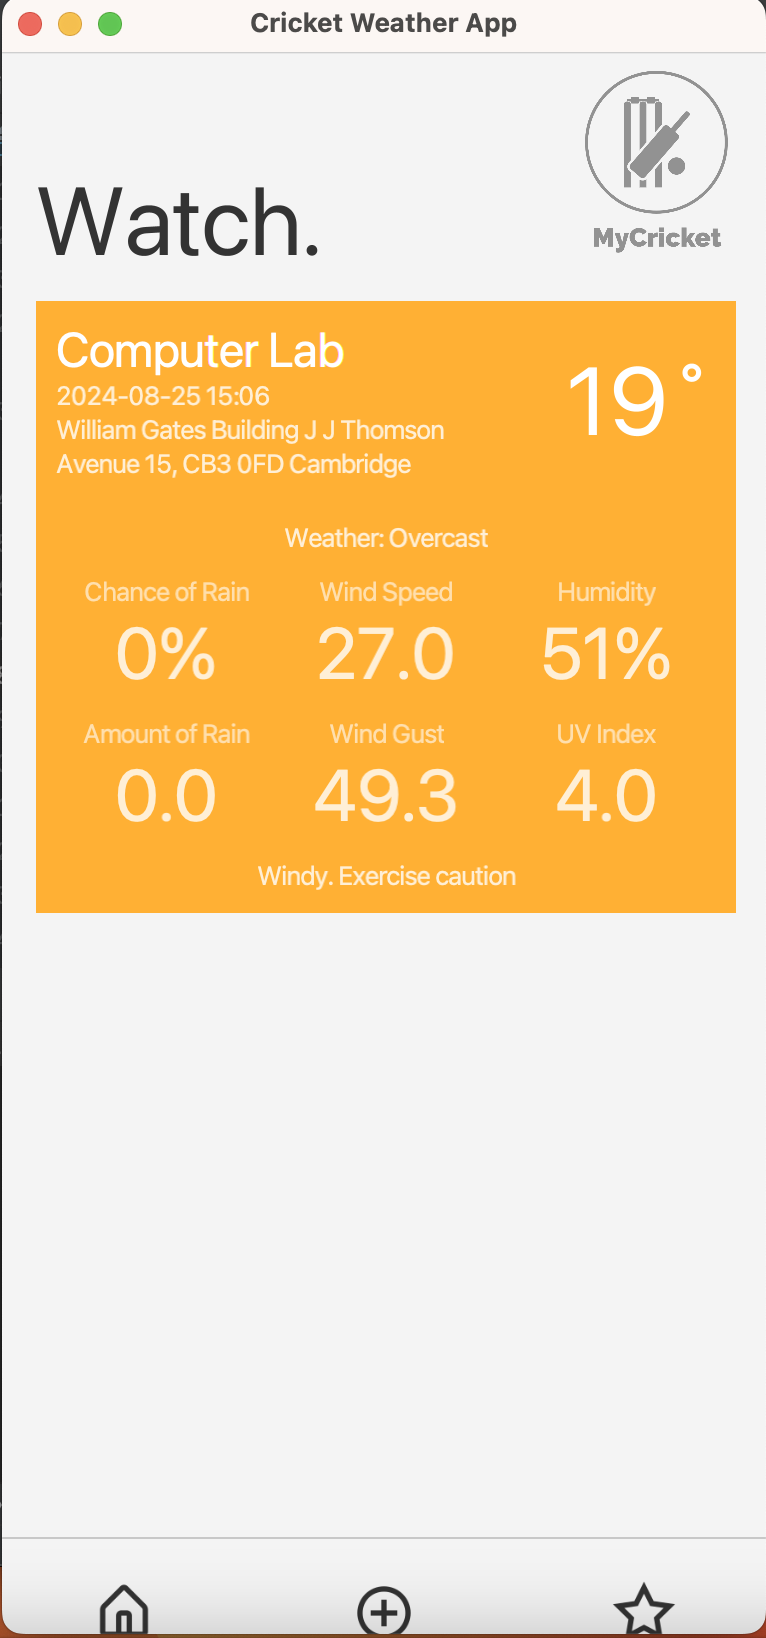 Cricket Weather App
MyCricket
Watch.
Computer Lab
2024-08-25 15:06
William Gates Building J J Thomson
Avenue 15, CB3 0FD Cambridge
19°
Weather: Overcast
Chance of Rain Wind Speed Humidity
0% 27.0 51%
Amount of Rain Wind Gust UV Index
0.0 49.3 4.0
Windy. Exercise caution